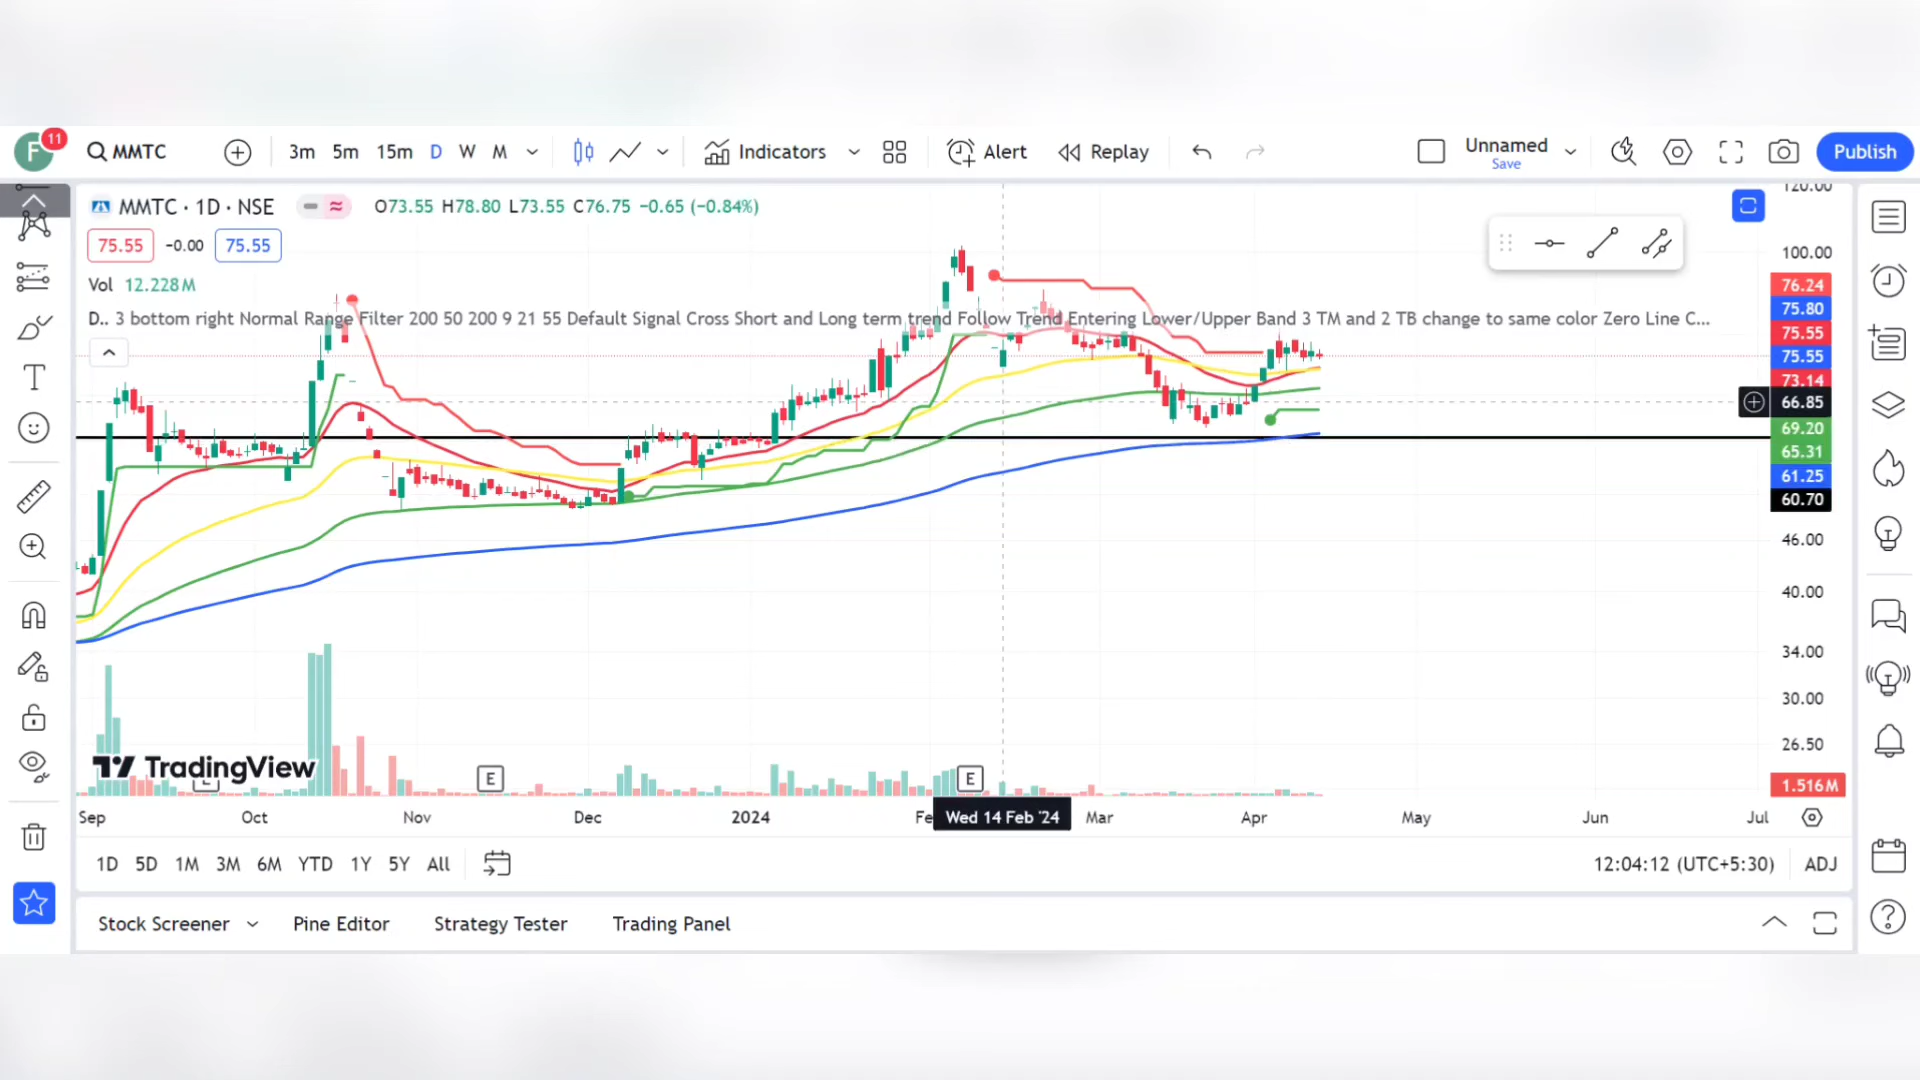 F 11 MMTC 3m 5m 15m D W M Indicators Alert Replay Unnamed Save Publish
MMTC · 1D · NSE O73.55 H78.80 L73.55 C76.75 −0.65 (−0.84%)
75.55 −0.00 75.55
Vol 12.228M
D.. 3 bottom right Normal Range Filter 200 50 200 9 21 55 Default Signal Cross Short and Long term trend Follow Trend Entering Lower/Upper Band 3 TM and 2 TB change to same color Zero Line C...
120.00
100.00
76.24
75.80
75.55
75.55
73.14
66.85
69.20
65.31
61.25
60.70
46.00
40.00
34.00
30.00
26.50
1.516M
TradingView
E E
Sep Oct Nov Dec 2024 Fe Wed 14 Feb '24 Mar Apr May Jun Jul
1D 5D 1M 3M 6M YTD 1Y 5Y All 12:04:12 (UTC+5:30) ADJ
Stock Screener Pine Editor Strategy Tester Trading Panel